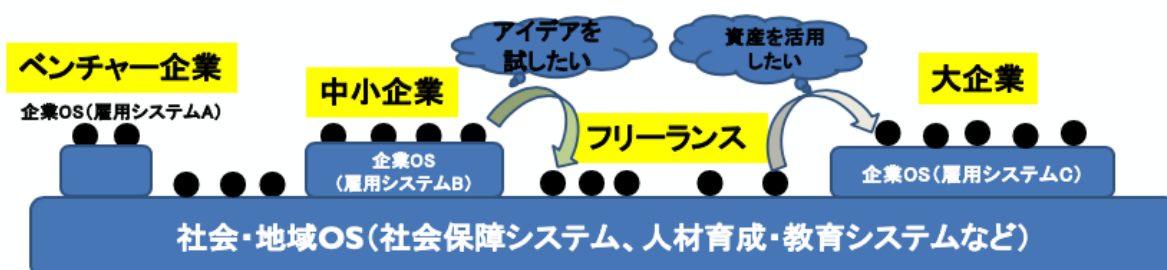 アイデアを
試したい
資産を活用
したい
ベンチャー企業
企業OS(雇用システムA)
中小企業
大企業
フリーランス
企業OS
(雇用システムB)
企業OS(雇用システムC)
社会・地域OS(社会保障システム、人材育成・教育システムなど)